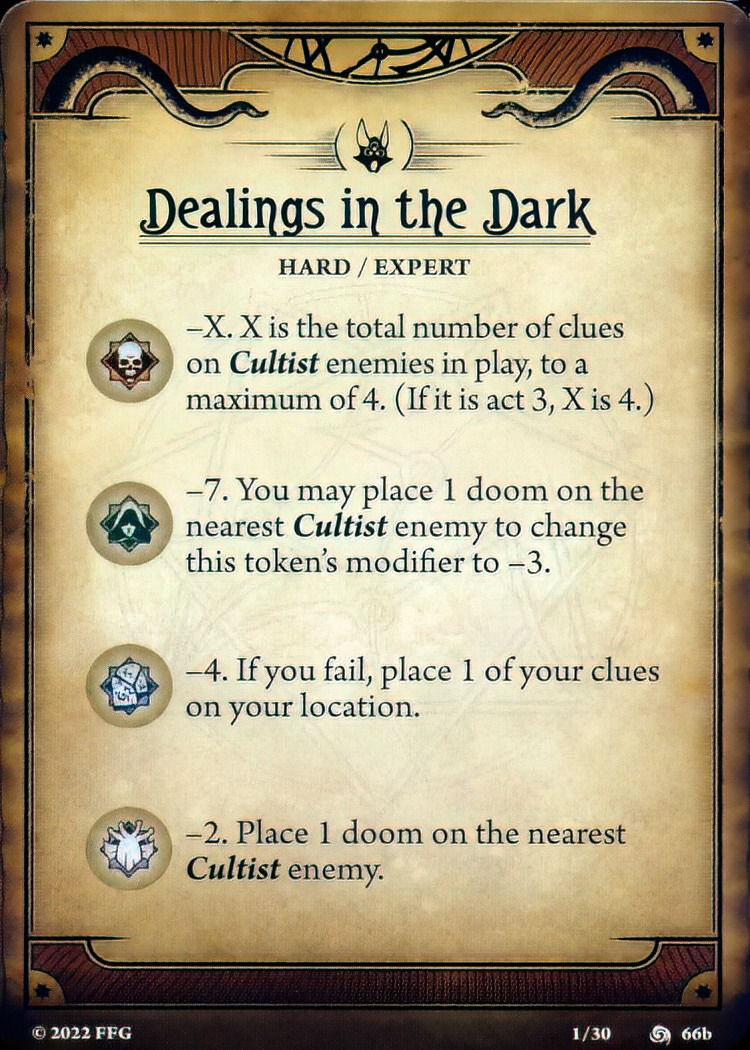 Dealings in the Dark
HARD / EXPERT
–X. X is the total number of clues
on Cultist enemies in play, to a
maximum of 4. (If it is act 3, X is 4.)
–7. You may place 1 doom on the
nearest Cultist enemy to change
this token's modifier to –3.
–4. If you fail, place 1 of your clues
on your location.
–2. Place 1 doom on the nearest
Cultist enemy.
© 2022 FFG 1/30 66b